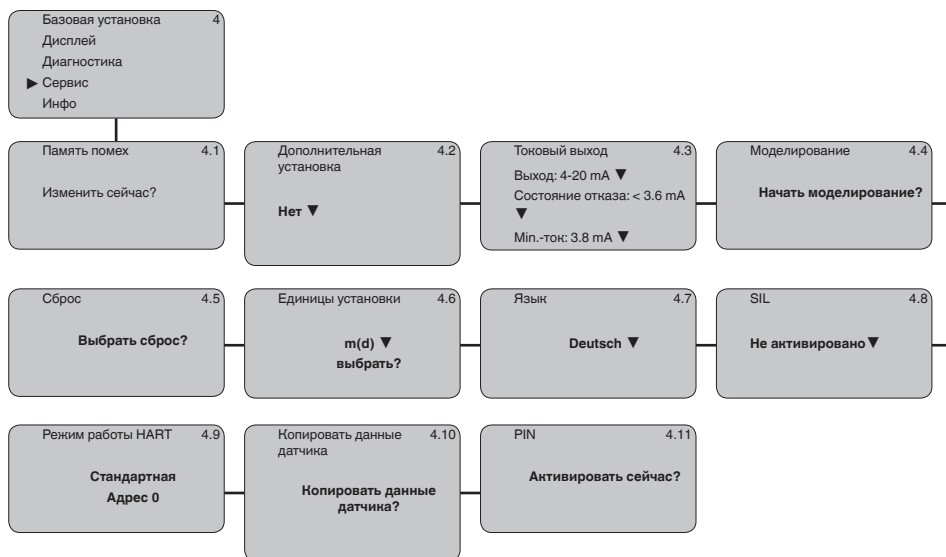 Базовая установка 4
Дисплей
Диагностика
▶ Сервис
Инфо
Память помех 4.1
Изменить сейчас?
Дополнительная 4.2
установка
Нет ▼
Токовый выход 4.3
Выход: 4-20 mA ▼
Состояние отказа: < 3.6 mA
▼
Min.-ток: 3.8 mA ▼
Моделирование 4.4
Начать моделирование?
Сброс 4.5
Выбрать сброс?
Единицы установки 4.6
m(d) ▼
выбрать?
Язык 4.7
Deutsch ▼
SIL 4.8
Не активировано ▼
Режим работы HART 4.9
Стандартная
Адрес 0
Копировать данные 4.10
датчика
Копировать данные
датчика?
PIN 4.11
Активировать сейчас?